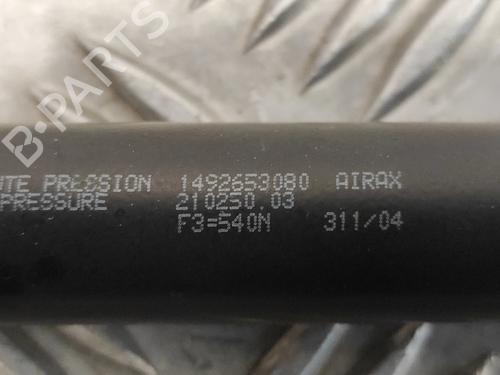 B-PARTS
UTE PRESSION 1492653080 AIRAX
PRESSURE 210250.03
F3=540N 311/04